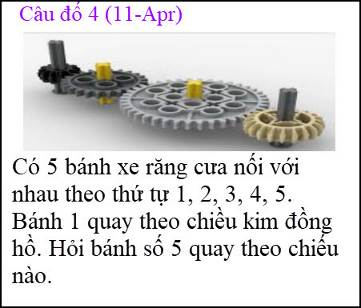 Câu đố 4 (11-Apr)
Có 5 bánh xe răng cưa nối với
nhau theo thứ tự 1, 2, 3, 4, 5.
Bánh 1 quay theo chiều kim đồng
hồ. Hỏi bánh số 5 quay theo chiếu
nào.